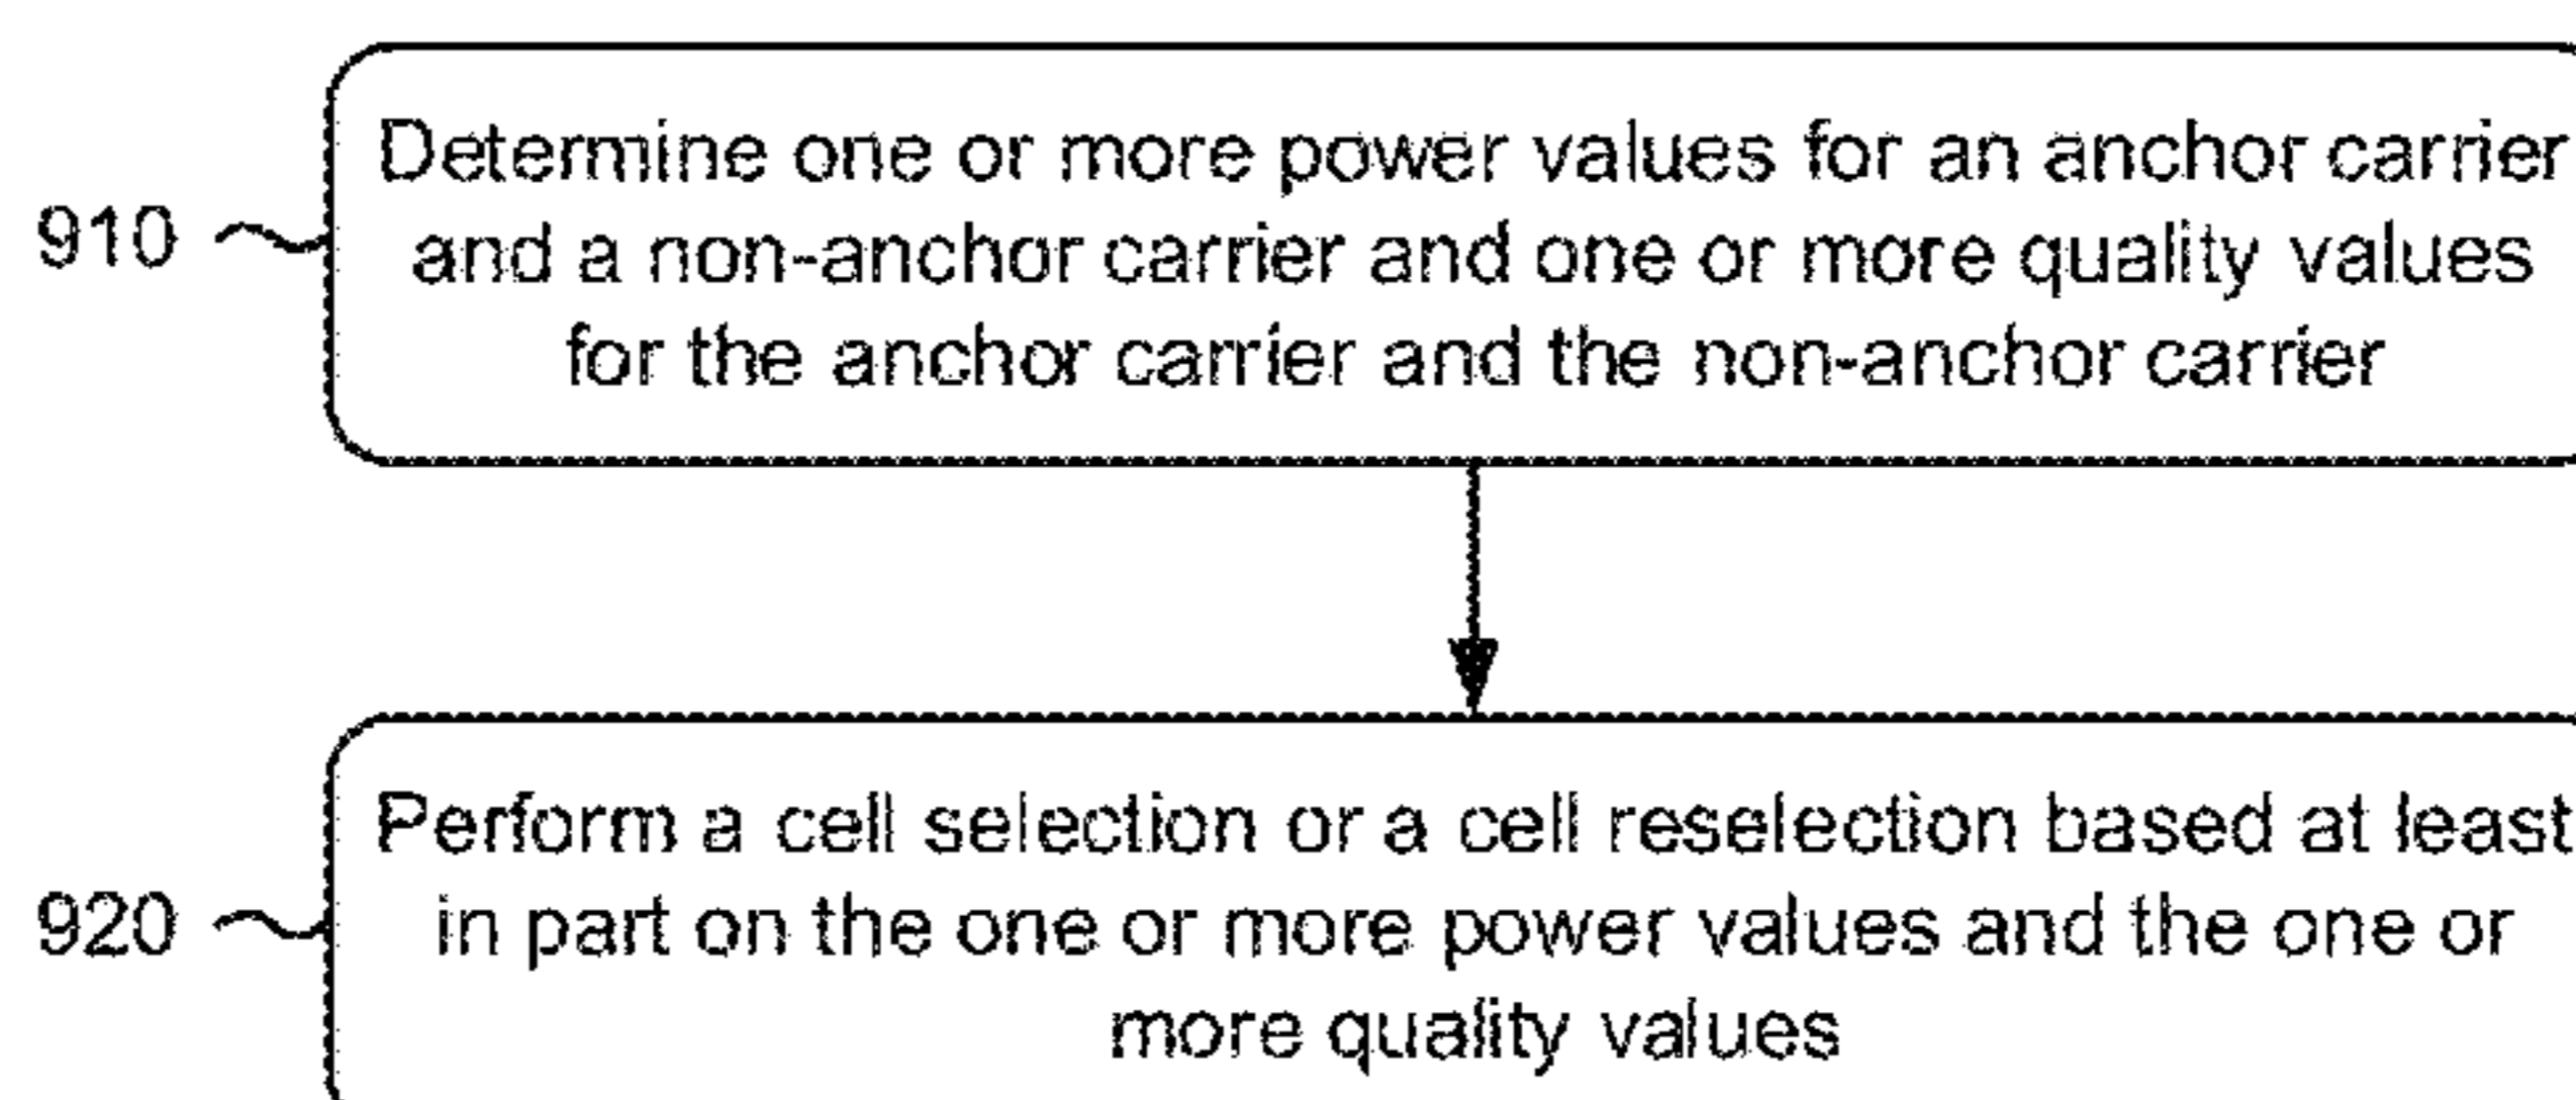 Determine one or more power values for an anchor carrier
910 and a non-anchor carrier and one or more quality values
for the anchor carrier and the non-anchor carrier
Perform a cell selection or a cell reselection based at least
920 in part on the one or more power values and the one or
more quality values